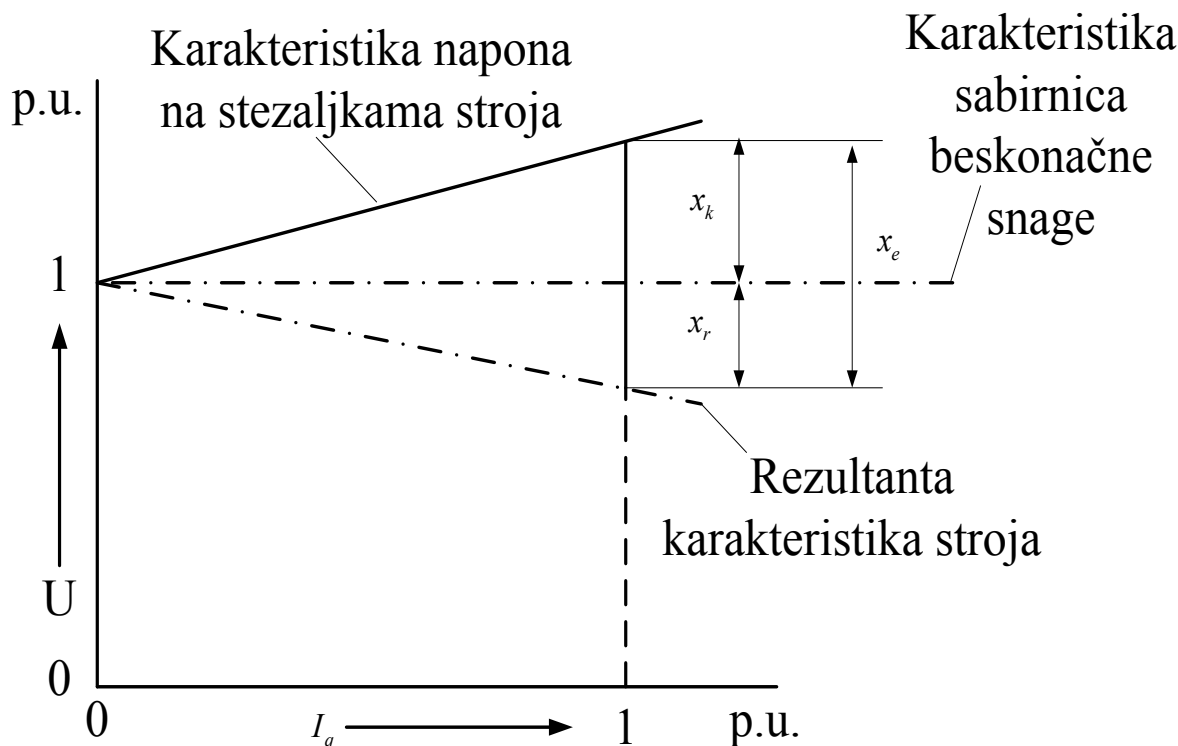 Karakteristika napona
na stezaljkama stroja
Karakteristika
sabirnica
beskonačne
snage
p.u.
x_k
x_e
1
x_r
Rezultanta
karakteristika stroja
U
0
0
I_q
1
p.u.